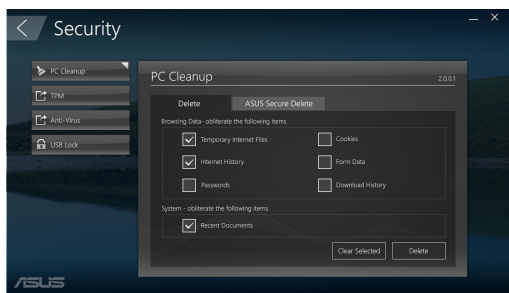 Security
PC Cleanup
TPM
Anti-Virus
USB Lock
PC Cleanup 2.0.0.1
Delete ASUS Secure Delete
Browsing Data- obliterate the following items
Temporary Internet Files Cookies
Internet History Form Data
Passwords Download History
System - obliterate the following items
Recent Documents
Clear Selected Delete
ASUS